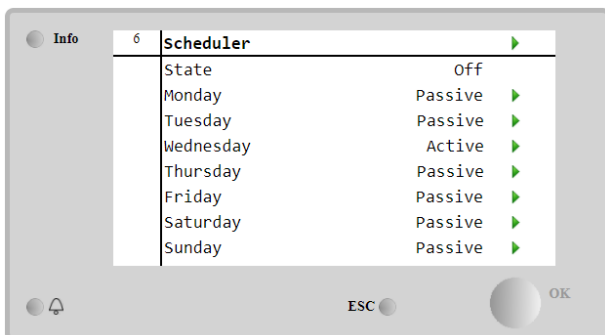 Info
6 Scheduler
State Off
Monday Passive
Tuesday Passive
Wednesday Active
Thursday Passive
Friday Passive
Saturday Passive
Sunday Passive
ESC OK